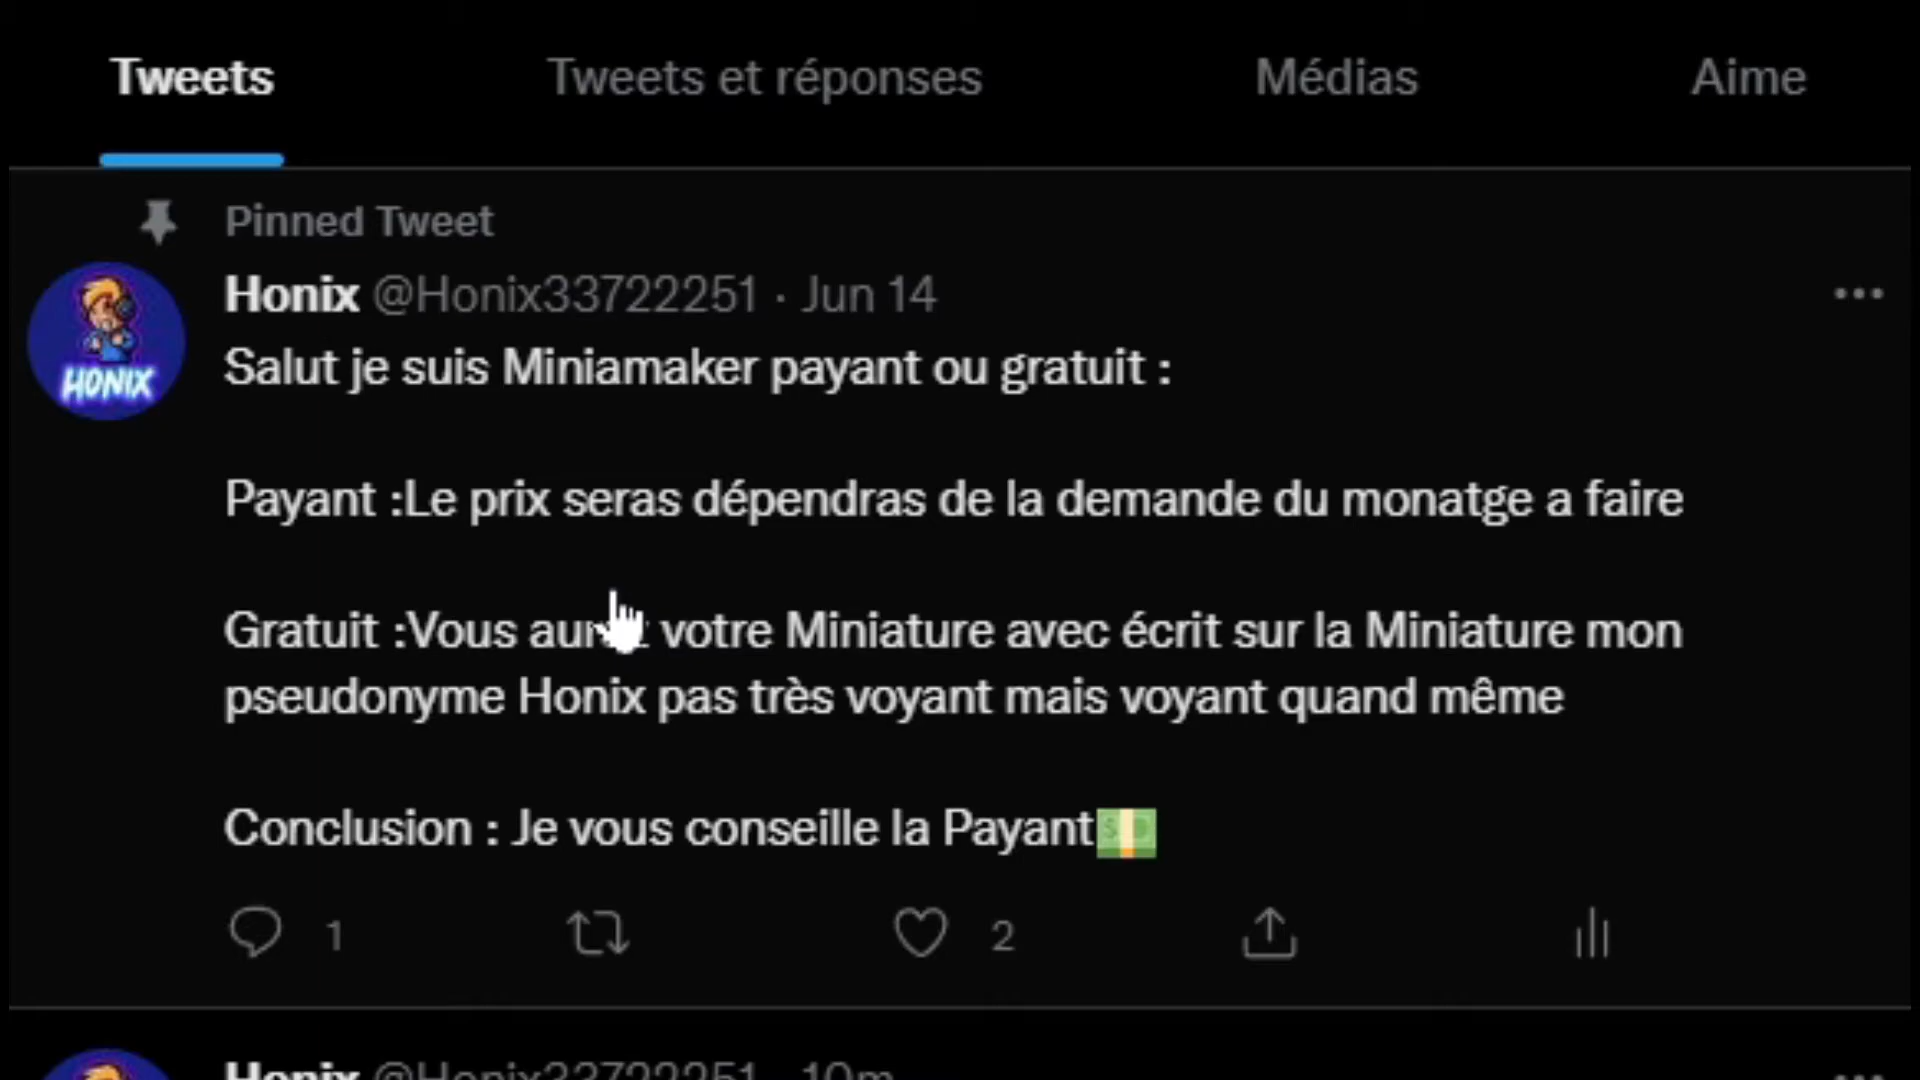 Tweets Tweets et réponses Médias Aime
Pinned Tweet
Honix @Honix33722251 · Jun 14
HONIX
Salut je suis Miniamaker payant ou gratuit :
Payant :Le prix seras dépendras de la demande du monatge a faire
Gratuit :Vous votre Miniature avec écrit sur la Miniature mon
pseudonyme Honix pas très voyant mais voyant quand même
Conclusion : Je vous conseille la Payant
1 2
Honix @Honix33722251 · 10m